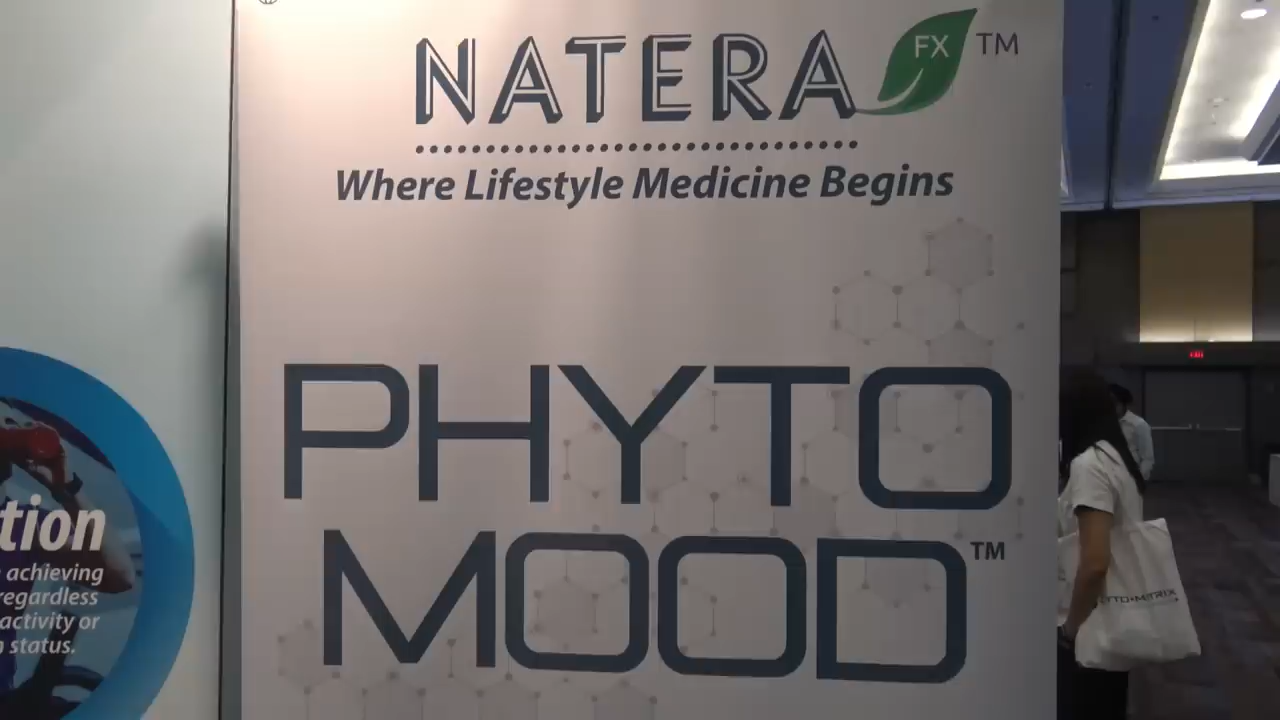 NATERA FX TM
Where Lifestyle Medicine Begins
PHYTO
MOOD TM
tion
achieving
regardless
activity or
status.